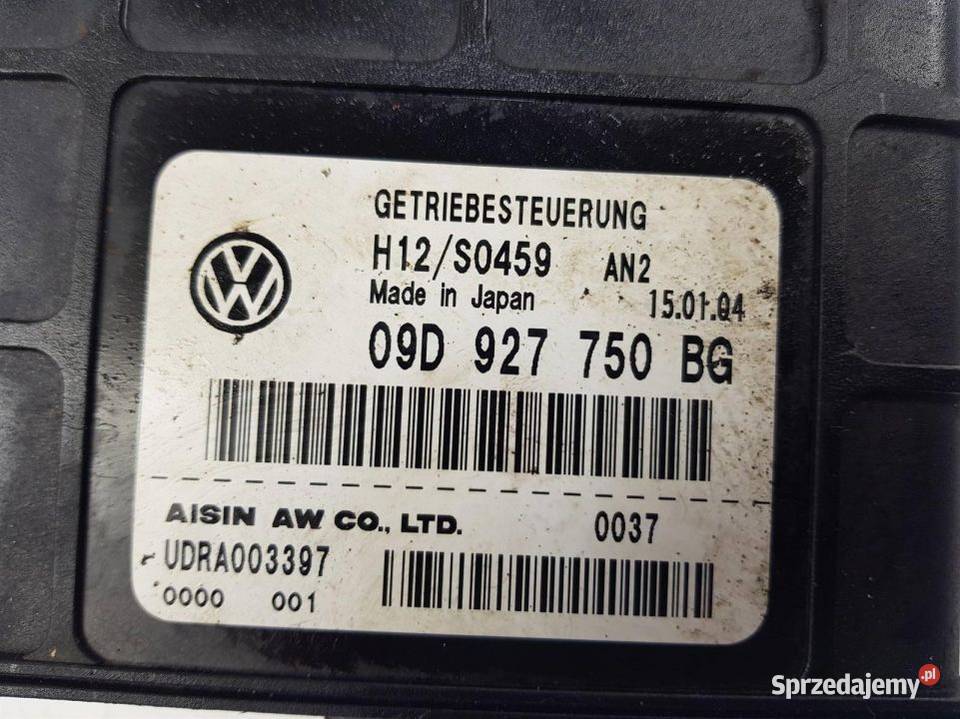 GETRIEBESTEUERUNG
H12/S0459 AN2
Made in Japan 15.01.04
09D 927 750 BG
AISIN AW CO., LTD. 0037
UDRA003397
0000 001
Sprzedajemy.pl